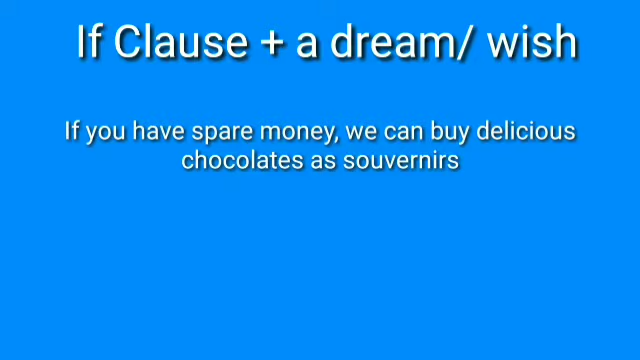 If Clause + a dream/ wish
If you have spare money, we can buy delicious
chocolates as souvernirs